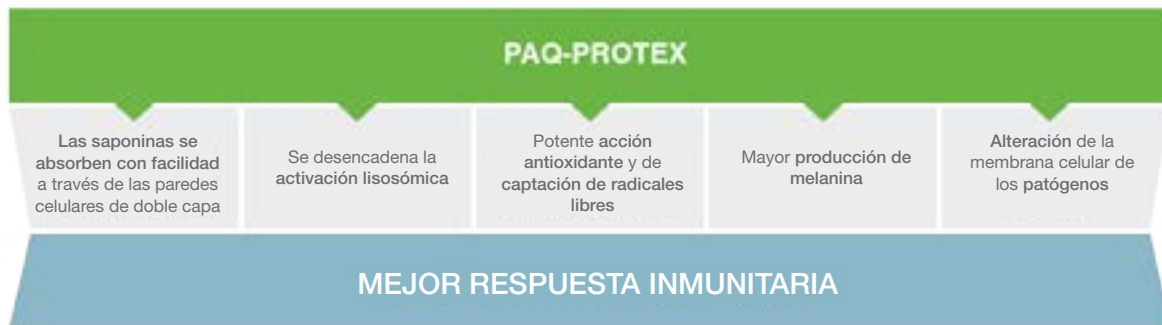 PAQ-PROTEX
Las saponinas se
absorben con facilidad
a través de las paredes
celulares de doble capa
Se desencadena la
activación lisosómica
Potente acción
antioxidante y de
captación de radicales
libres
Mayor producción de
melanina
Alteración de la
membrana celular de
los patógenos
MEJOR RESPUESTA INMUNITARIA